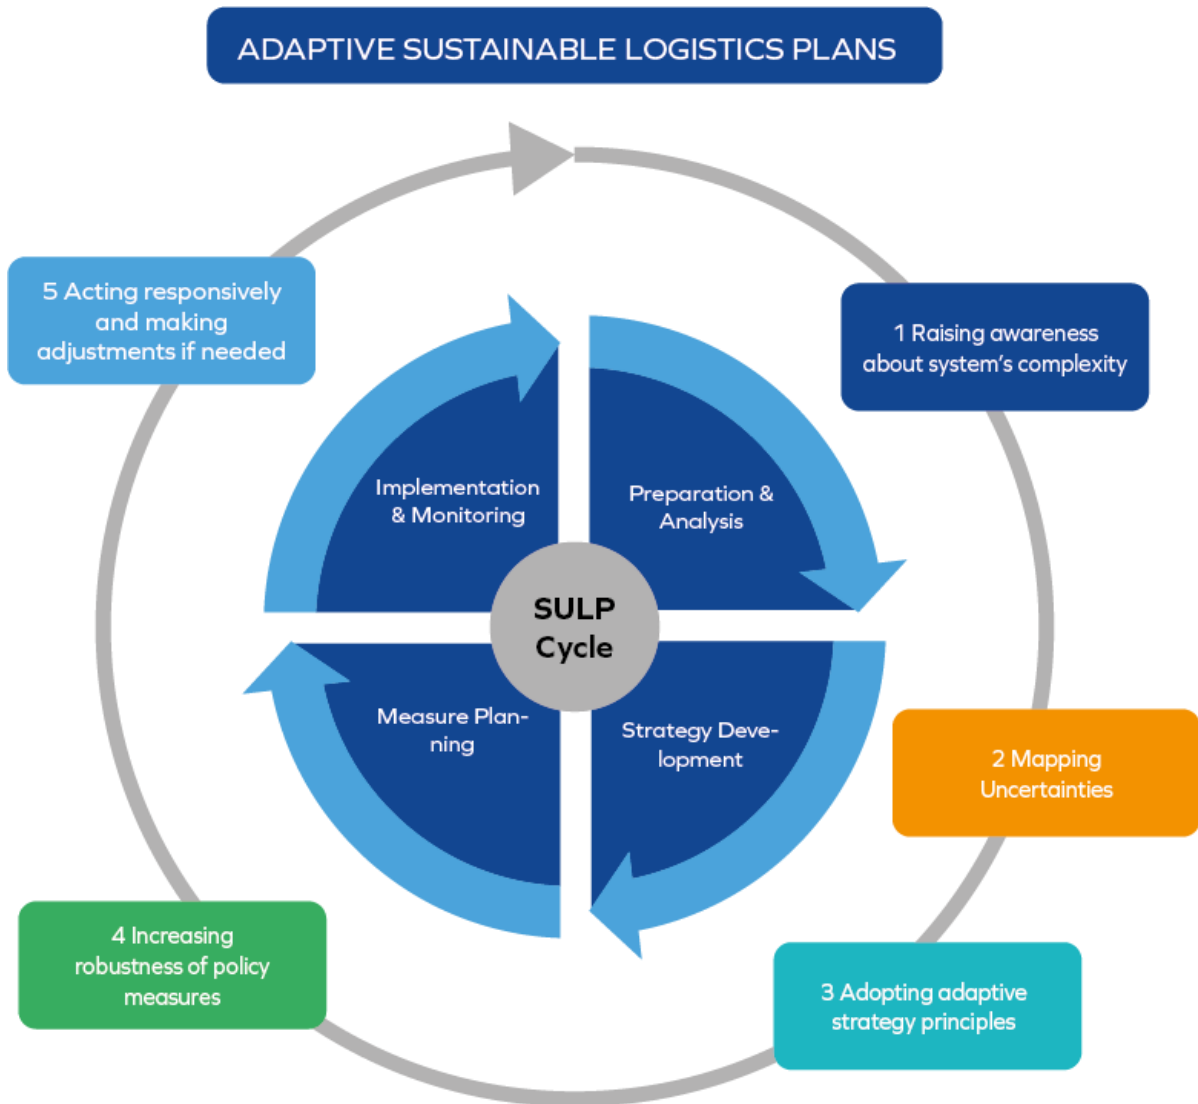 ADAPTIVE SUSTAINABLE LOGISTICS PLANS
1 Raising awareness
about system's complexity
2 Mapping
Uncertainties
3 Adopting adaptive
strategy principles
4 Increasing
robustness of policy
measures
5 Acting responsively
and making
adjustments if needed
Preparation &
Analysis
Strategy Deve-
lopment
Measure Plan-
ning
Implementation
& Monitoring
SULP
Cycle